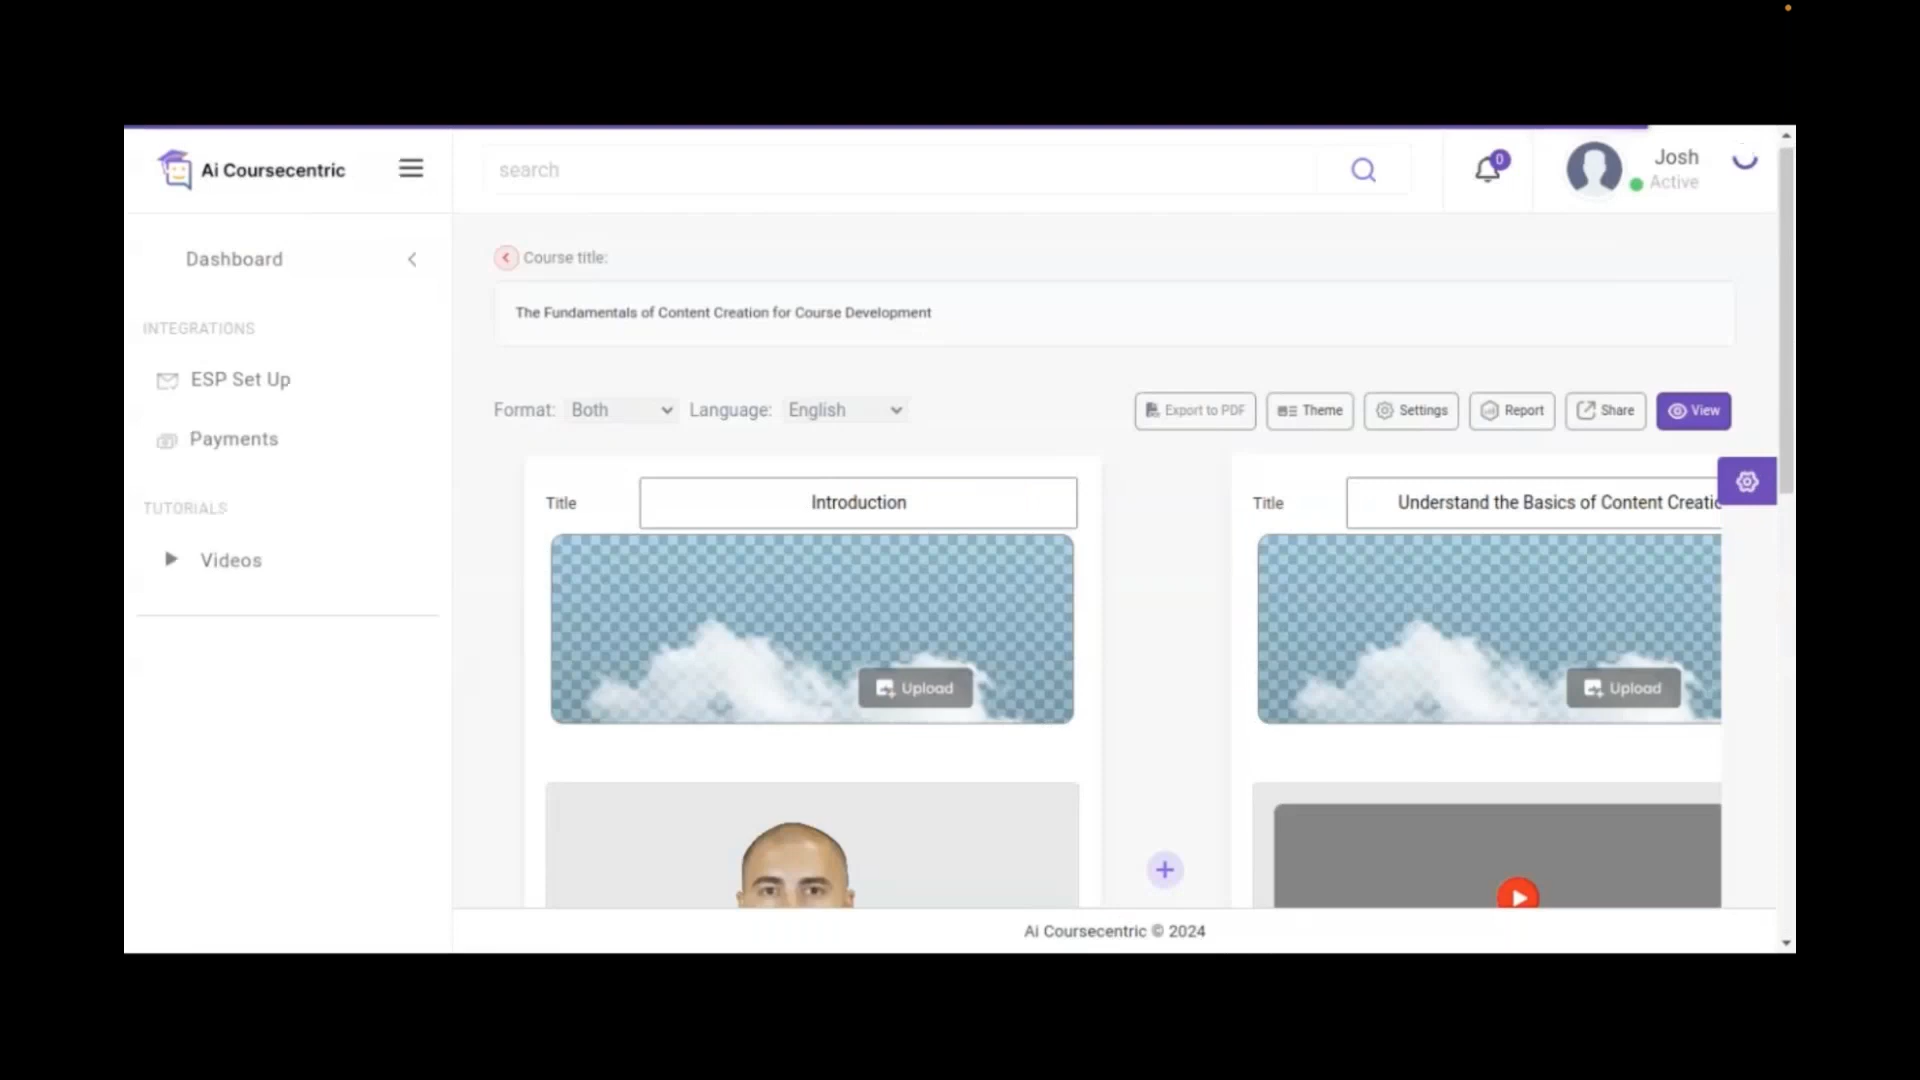 Ai Coursecentric
search
0
Josh
Active
Dashboard
INTEGRATIONS
ESP Set Up
Payments
TUTORIALS
Videos
Course title:
The Fundamentals of Content Creation for Course Development
Format: Both Language: English
Export to PDF Theme Settings Report Share View
Title Introduction
Upload
Title Understand the Basics of Content Creatio
Upload
Ai Coursecentric © 2024